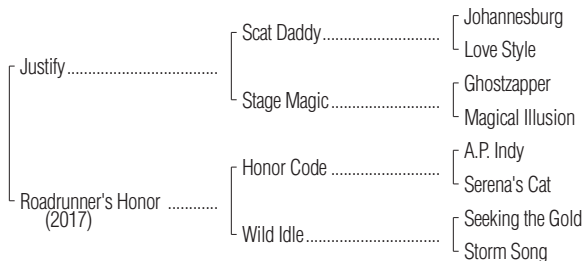 Johannesburg
Scat Daddy
Love Style
Justify
Ghostzapper
Stage Magic
Magical Illusion
A.P. Indy
Honor Code
Serena's Cat
Roadrunner's Honor
(2017)
Seeking the Gold
Wild Idle
Storm Song